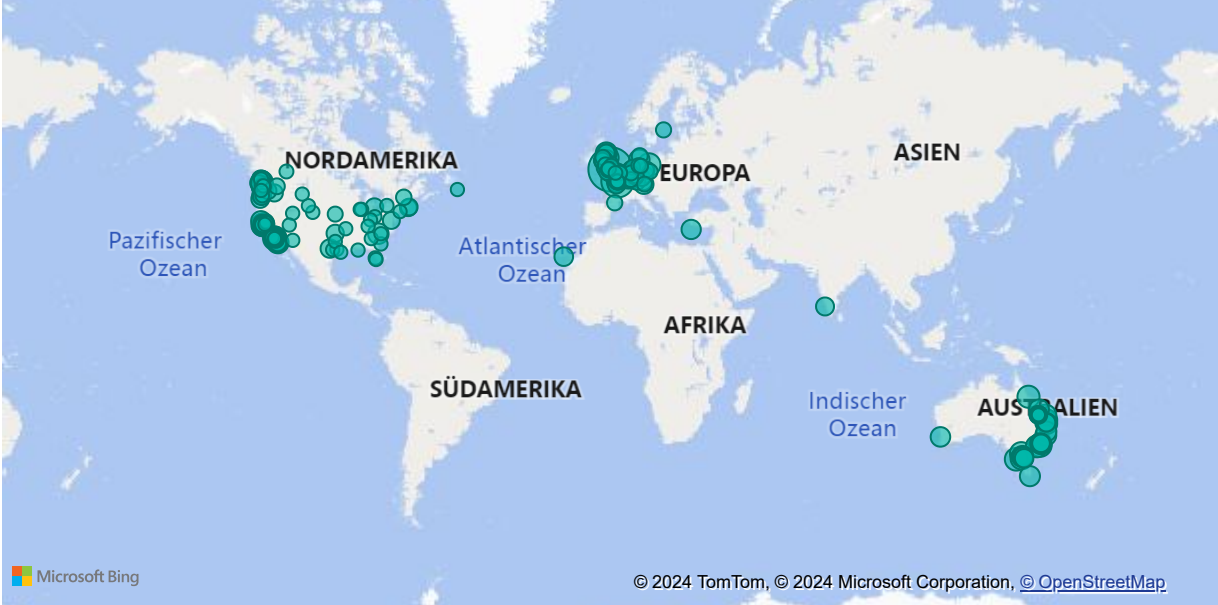 NORDAMERIKA
EUROPA
ASIEN
Pazifischer
Ozean
Atlantischer
Ozean
AFRIKA
SÜDAMERIKA
Indischer
Ozean
AUSTRALIEN
Microsoft Bing
© 2024 TomTom, © 2024 Microsoft Corporation, © OpenStreetMap